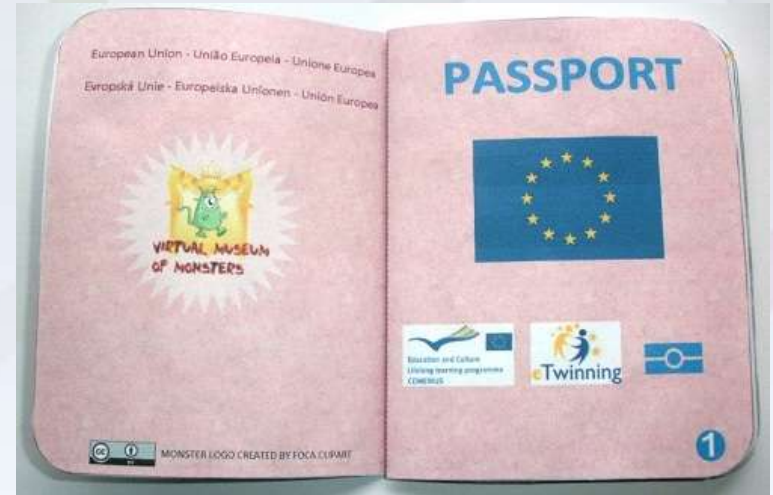 European Union - União Europeia - Unione Europea
Evropská Unie - Europeiska Unionen - Unión Europea
VIRTUAL MUSEUM
OF MONSTERS
MONSTER LOGO CREATED BY FOCA CLIPART
PASSPORT
Education and Culture
Lifelong learning programme
COMENIUS
eTwinning
1